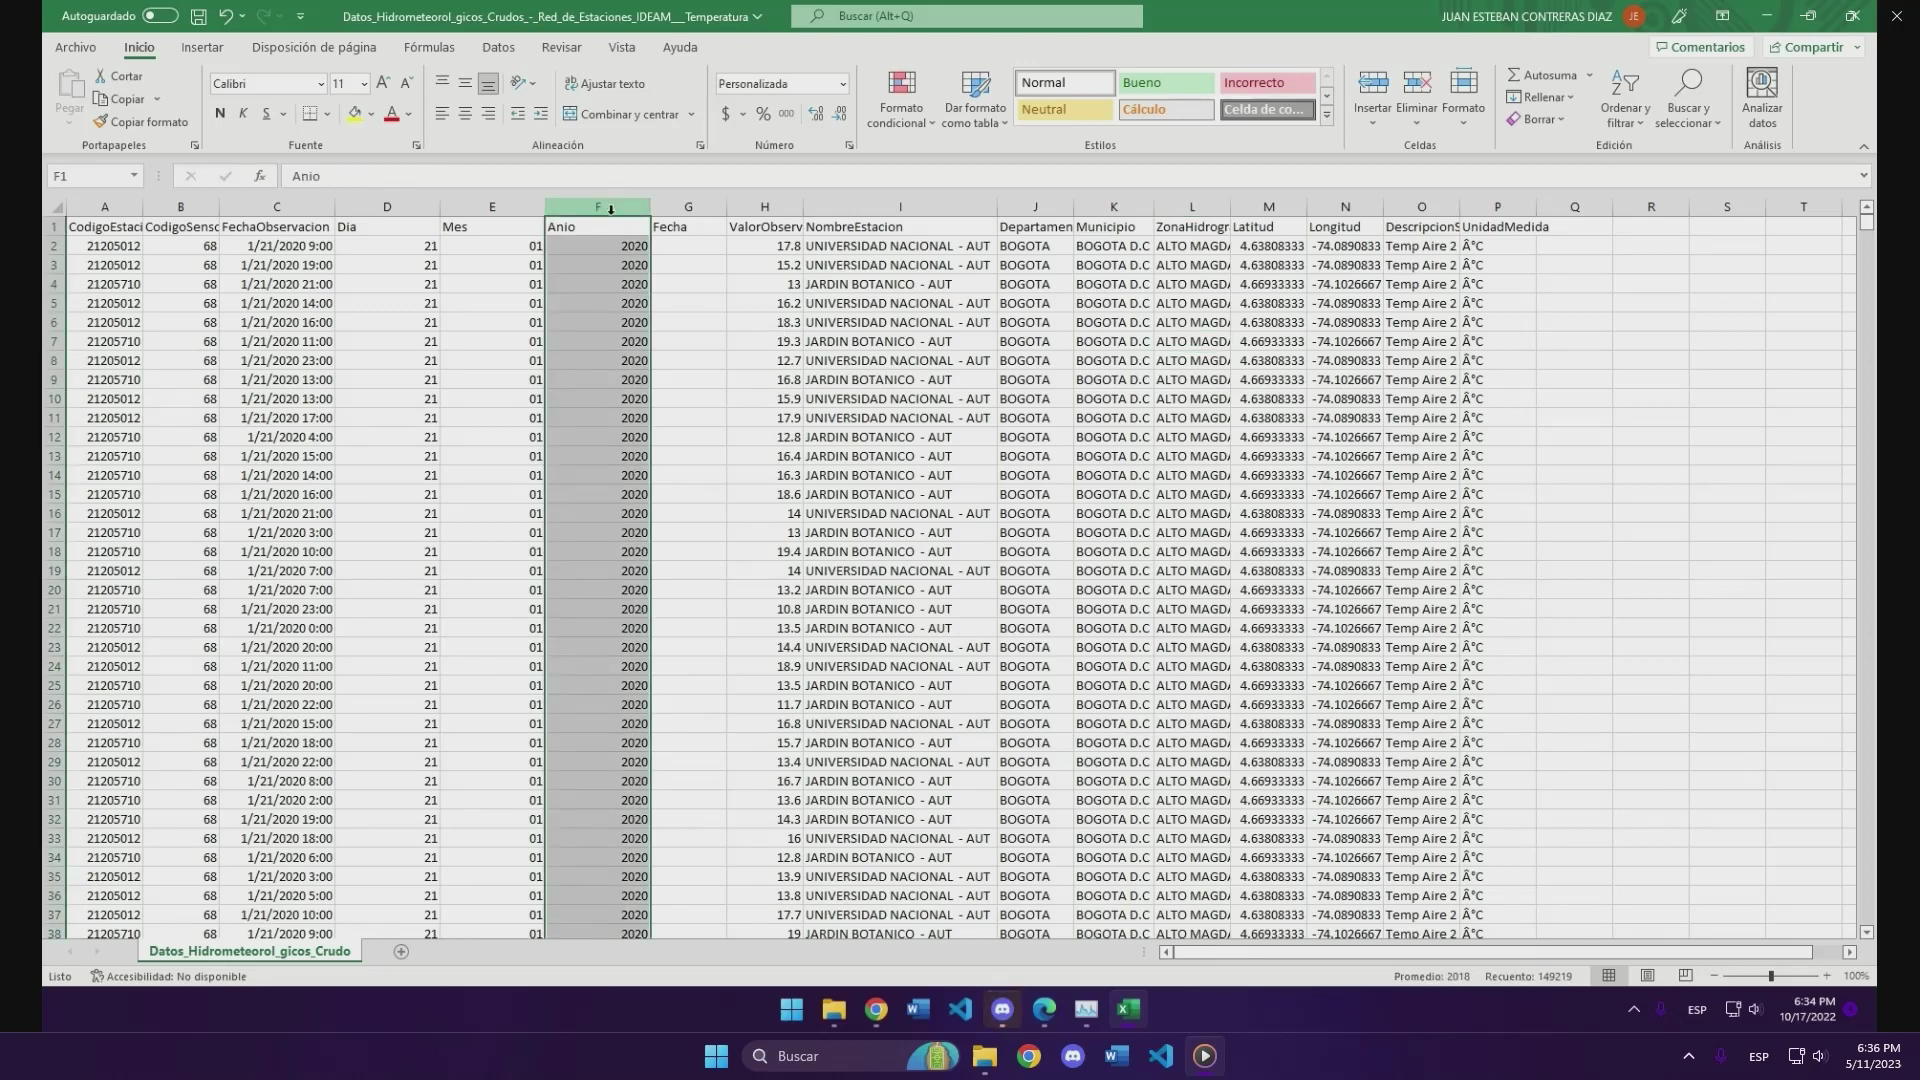 Autoguardado Datos_Hidrometeorol_gicos_Crudos_-_Red_de_Estaciones_IDEAM___Temperatura Buscar (Alt+Q) JUAN ESTEBAN CONTRERAS DIAZ JE
Archivo Inicio Insertar Disposición de página Fórmulas Datos Revisar Vista Ayuda Comentarios Compartir
Pegar Cortar Copiar Copiar formato Portapapeles
Calibri 11 N K S Fuente
Ajustar texto Combinar y centrar Alineación
Personalizada $ % 000 Número
Formato condicional Dar formato como tabla Normal Bueno Incorrecto Neutral Cálculo Celda de co... Estilos
Insertar Eliminar Formato Celdas
Autosuma Rellenar Borrar Ordenar y filtrar Buscar y seleccionar Edición
Analizar datos Análisis
F1 fx Anio
A B C D E F G H I J K L M N O P Q R S T
1 CodigoEstaci CodigoSenso FechaObservacion Dia Mes Anio Fecha ValorObserv NombreEstacion Departamen Municipio ZonaHidrogr Latitud Longitud DescripcionS UnidadMedida
2 21205012 68 1/21/2020 9:00 21 01 2020 17.8 UNIVERSIDAD NACIONAL - AUT BOGOTA BOGOTA D.C ALTO MAGDA 4.63808333 -74.0890833 Temp Aire 2 Â°C
3 21205012 68 1/21/2020 19:00 21 01 2020 15.2 UNIVERSIDAD NACIONAL - AUT BOGOTA BOGOTA D.C ALTO MAGDA 4.63808333 -74.0890833 Temp Aire 2 Â°C
4 21205710 68 1/21/2020 21:00 21 01 2020 13 JARDIN BOTANICO - AUT BOGOTA BOGOTA D.C ALTO MAGDA 4.66933333 -74.1026667 Temp Aire 2 Â°C
5 21205012 68 1/21/2020 14:00 21 01 2020 16.2 UNIVERSIDAD NACIONAL - AUT BOGOTA BOGOTA D.C ALTO MAGDA 4.63808333 -74.0890833 Temp Aire 2 Â°C
6 21205012 68 1/21/2020 16:00 21 01 2020 18.3 UNIVERSIDAD NACIONAL - AUT BOGOTA BOGOTA D.C ALTO MAGDA 4.63808333 -74.0890833 Temp Aire 2 Â°C
7 21205710 68 1/21/2020 11:00 21 01 2020 19.3 JARDIN BOTANICO - AUT BOGOTA BOGOTA D.C ALTO MAGDA 4.66933333 -74.1026667 Temp Aire 2 Â°C
8 21205012 68 1/21/2020 23:00 21 01 2020 12.7 UNIVERSIDAD NACIONAL - AUT BOGOTA BOGOTA D.C ALTO MAGDA 4.63808333 -74.0890833 Temp Aire 2 Â°C
9 21205710 68 1/21/2020 13:00 21 01 2020 16.8 JARDIN BOTANICO - AUT BOGOTA BOGOTA D.C ALTO MAGDA 4.66933333 -74.1026667 Temp Aire 2 Â°C
10 21205012 68 1/21/2020 13:00 21 01 2020 15.9 UNIVERSIDAD NACIONAL - AUT BOGOTA BOGOTA D.C ALTO MAGDA 4.63808333 -74.0890833 Temp Aire 2 Â°C
11 21205012 68 1/21/2020 17:00 21 01 2020 17.9 UNIVERSIDAD NACIONAL - AUT BOGOTA BOGOTA D.C ALTO MAGDA 4.63808333 -74.0890833 Temp Aire 2 Â°C
12 21205710 68 1/21/2020 4:00 21 01 2020 12.8 JARDIN BOTANICO - AUT BOGOTA BOGOTA D.C ALTO MAGDA 4.66933333 -74.1026667 Temp Aire 2 Â°C
13 21205710 68 1/21/2020 15:00 21 01 2020 16.4 JARDIN BOTANICO - AUT BOGOTA BOGOTA D.C ALTO MAGDA 4.66933333 -74.1026667 Temp Aire 2 Â°C
14 21205710 68 1/21/2020 14:00 21 01 2020 16.3 JARDIN BOTANICO - AUT BOGOTA BOGOTA D.C ALTO MAGDA 4.66933333 -74.1026667 Temp Aire 2 Â°C
15 21205710 68 1/21/2020 16:00 21 01 2020 18.6 JARDIN BOTANICO - AUT BOGOTA BOGOTA D.C ALTO MAGDA 4.66933333 -74.1026667 Temp Aire 2 Â°C
16 21205012 68 1/21/2020 21:00 21 01 2020 14 UNIVERSIDAD NACIONAL - AUT BOGOTA BOGOTA D.C ALTO MAGDA 4.63808333 -74.0890833 Temp Aire 2 Â°C
17 21205710 68 1/21/2020 3:00 21 01 2020 13 JARDIN BOTANICO - AUT BOGOTA BOGOTA D.C ALTO MAGDA 4.66933333 -74.1026667 Temp Aire 2 Â°C
18 21205710 68 1/21/2020 10:00 21 01 2020 19.4 JARDIN BOTANICO - AUT BOGOTA BOGOTA D.C ALTO MAGDA 4.66933333 -74.1026667 Temp Aire 2 Â°C
19 21205012 68 1/21/2020 7:00 21 01 2020 14 UNIVERSIDAD NACIONAL - AUT BOGOTA BOGOTA D.C ALTO MAGDA 4.63808333 -74.0890833 Temp Aire 2 Â°C
20 21205710 68 1/21/2020 7:00 21 01 2020 13.2 JARDIN BOTANICO - AUT BOGOTA BOGOTA D.C ALTO MAGDA 4.66933333 -74.1026667 Temp Aire 2 Â°C
21 21205710 68 1/21/2020 23:00 21 01 2020 10.8 JARDIN BOTANICO - AUT BOGOTA BOGOTA D.C ALTO MAGDA 4.66933333 -74.1026667 Temp Aire 2 Â°C
22 21205710 68 1/21/2020 0:00 21 01 2020 13.5 JARDIN BOTANICO - AUT BOGOTA BOGOTA D.C ALTO MAGDA 4.66933333 -74.1026667 Temp Aire 2 Â°C
23 21205012 68 1/21/2020 20:00 21 01 2020 14.4 UNIVERSIDAD NACIONAL - AUT BOGOTA BOGOTA D.C ALTO MAGDA 4.63808333 -74.0890833 Temp Aire 2 Â°C
24 21205012 68 1/21/2020 11:00 21 01 2020 18.9 UNIVERSIDAD NACIONAL - AUT BOGOTA BOGOTA D.C ALTO MAGDA 4.63808333 -74.0890833 Temp Aire 2 Â°C
25 21205710 68 1/21/2020 20:00 21 01 2020 13.5 JARDIN BOTANICO - AUT BOGOTA BOGOTA D.C ALTO MAGDA 4.66933333 -74.1026667 Temp Aire 2 Â°C
26 21205710 68 1/21/2020 22:00 21 01 2020 11.7 JARDIN BOTANICO - AUT BOGOTA BOGOTA D.C ALTO MAGDA 4.66933333 -74.1026667 Temp Aire 2 Â°C
27 21205012 68 1/21/2020 15:00 21 01 2020 16.8 UNIVERSIDAD NACIONAL - AUT BOGOTA BOGOTA D.C ALTO MAGDA 4.63808333 -74.0890833 Temp Aire 2 Â°C
28 21205710 68 1/21/2020 18:00 21 01 2020 15.7 JARDIN BOTANICO - AUT BOGOTA BOGOTA D.C ALTO MAGDA 4.66933333 -74.1026667 Temp Aire 2 Â°C
29 21205012 68 1/21/2020 22:00 21 01 2020 13.4 UNIVERSIDAD NACIONAL - AUT BOGOTA BOGOTA D.C ALTO MAGDA 4.63808333 -74.0890833 Temp Aire 2 Â°C
30 21205710 68 1/21/2020 8:00 21 01 2020 16.7 JARDIN BOTANICO - AUT BOGOTA BOGOTA D.C ALTO MAGDA 4.66933333 -74.1026667 Temp Aire 2 Â°C
31 21205710 68 1/21/2020 2:00 21 01 2020 13.6 JARDIN BOTANICO - AUT BOGOTA BOGOTA D.C ALTO MAGDA 4.66933333 -74.1026667 Temp Aire 2 Â°C
32 21205710 68 1/21/2020 19:00 21 01 2020 14.3 JARDIN BOTANICO - AUT BOGOTA BOGOTA D.C ALTO MAGDA 4.66933333 -74.1026667 Temp Aire 2 Â°C
33 21205012 68 1/21/2020 18:00 21 01 2020 16 UNIVERSIDAD NACIONAL - AUT BOGOTA BOGOTA D.C ALTO MAGDA 4.63808333 -74.0890833 Temp Aire 2 Â°C
34 21205710 68 1/21/2020 6:00 21 01 2020 12.8 JARDIN BOTANICO - AUT BOGOTA BOGOTA D.C ALTO MAGDA 4.66933333 -74.1026667 Temp Aire 2 Â°C
35 21205012 68 1/21/2020 3:00 21 01 2020 13.9 UNIVERSIDAD NACIONAL - AUT BOGOTA BOGOTA D.C ALTO MAGDA 4.63808333 -74.0890833 Temp Aire 2 Â°C
36 21205012 68 1/21/2020 5:00 21 01 2020 13.8 UNIVERSIDAD NACIONAL - AUT BOGOTA BOGOTA D.C ALTO MAGDA 4.63808333 -74.0890833 Temp Aire 2 Â°C
37 21205012 68 1/21/2020 10:00 21 01 2020 17.7 UNIVERSIDAD NACIONAL - AUT BOGOTA BOGOTA D.C ALTO MAGDA 4.63808333 -74.0890833 Temp Aire 2 Â°C
38 21205710 68 1/21/2020 9:00 21 01 2020 19 JARDIN BOTANICO - AUT BOGOTA BOGOTA D.C ALTO MAGDA 4.66933333 -74.1026667 Temp Aire 2 Â°C
Datos_Hidrometeorol_gicos_Crudo
Listo Accesibilidad: No disponible Promedio: 2018 Recuento: 149219 100%
ESP 6:34 PM
10/17/2022
Buscar ESP 6:36 PM
5/11/2023